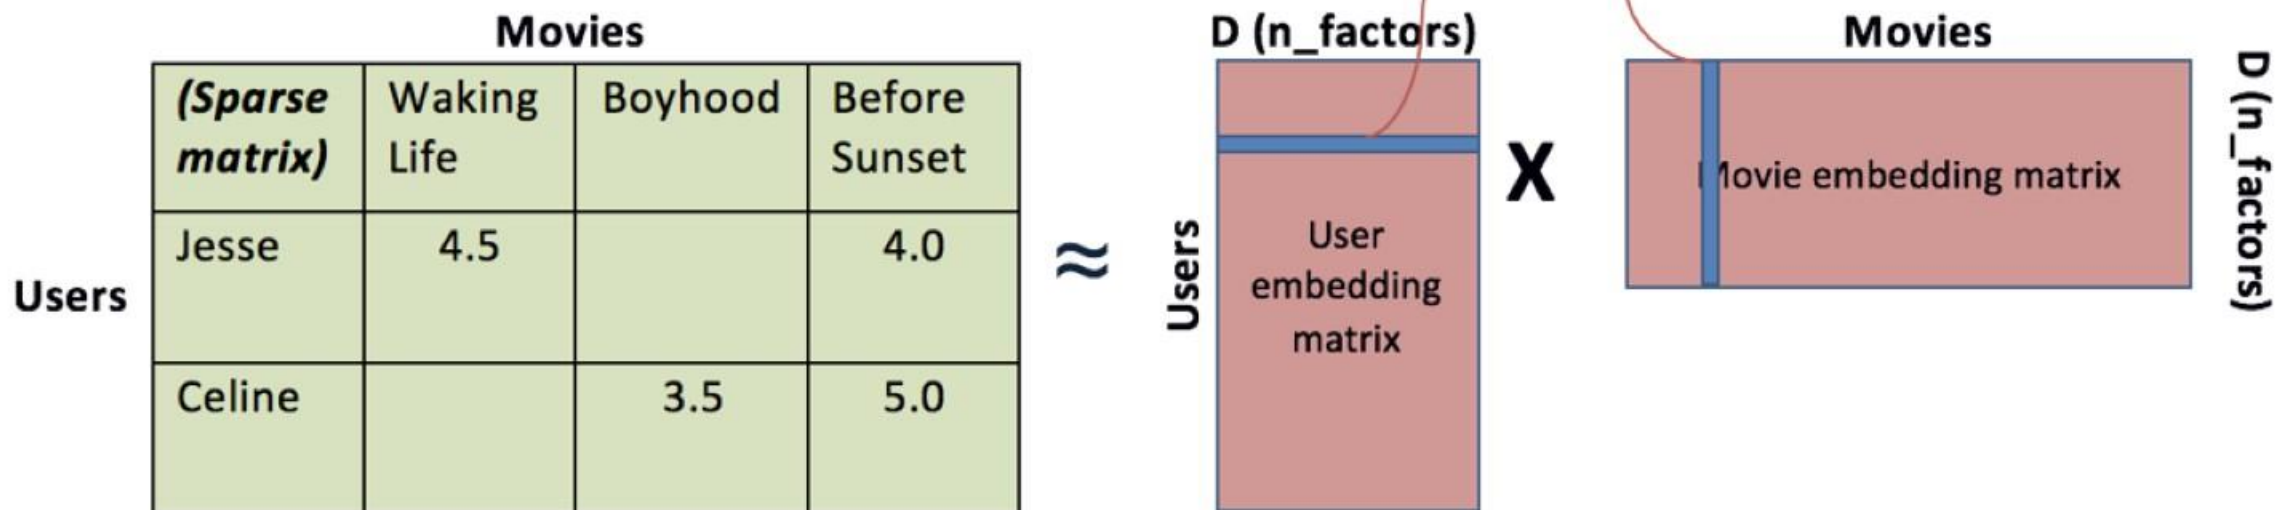 Movies
(Sparse matrix) Waking Life Boyhood Before Sunset
Jesse 4.5 4.0
Users
Celine 3.5 5.0
≈
D (n_factors)
Users
User
embedding
matrix
X
Movies
Movie embedding matrix
D (n_factors)